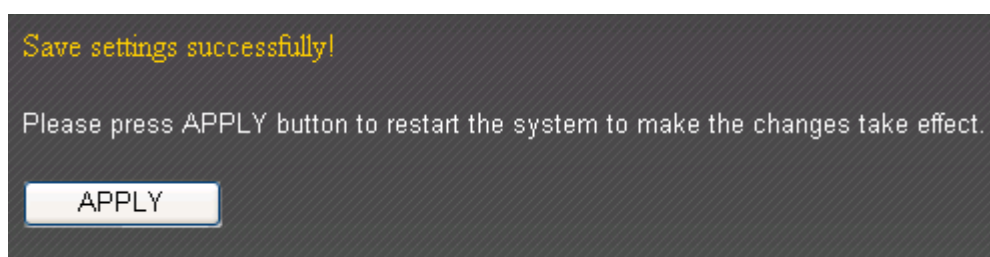 Save settings successfully!
Please press APPLY button to restart the system to make the changes take effect.
APPLY